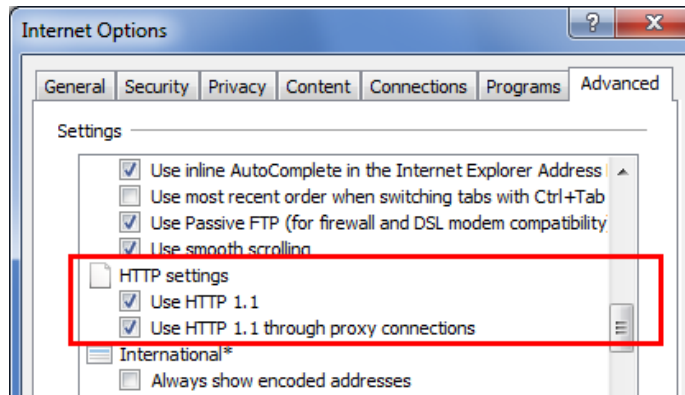 Internet Options
General Security Privacy Content Connections Programs Advanced
Settings
Use inline AutoComplete in the Internet Explorer Address
Use most recent order when switching tabs with Ctrl+Tab
Use Passive FTP (for firewall and DSL modem compatibility
Use smooth scrolling
HTTP settings
Use HTTP 1.1
Use HTTP 1.1 through proxy connections
International*
Always show encoded addresses